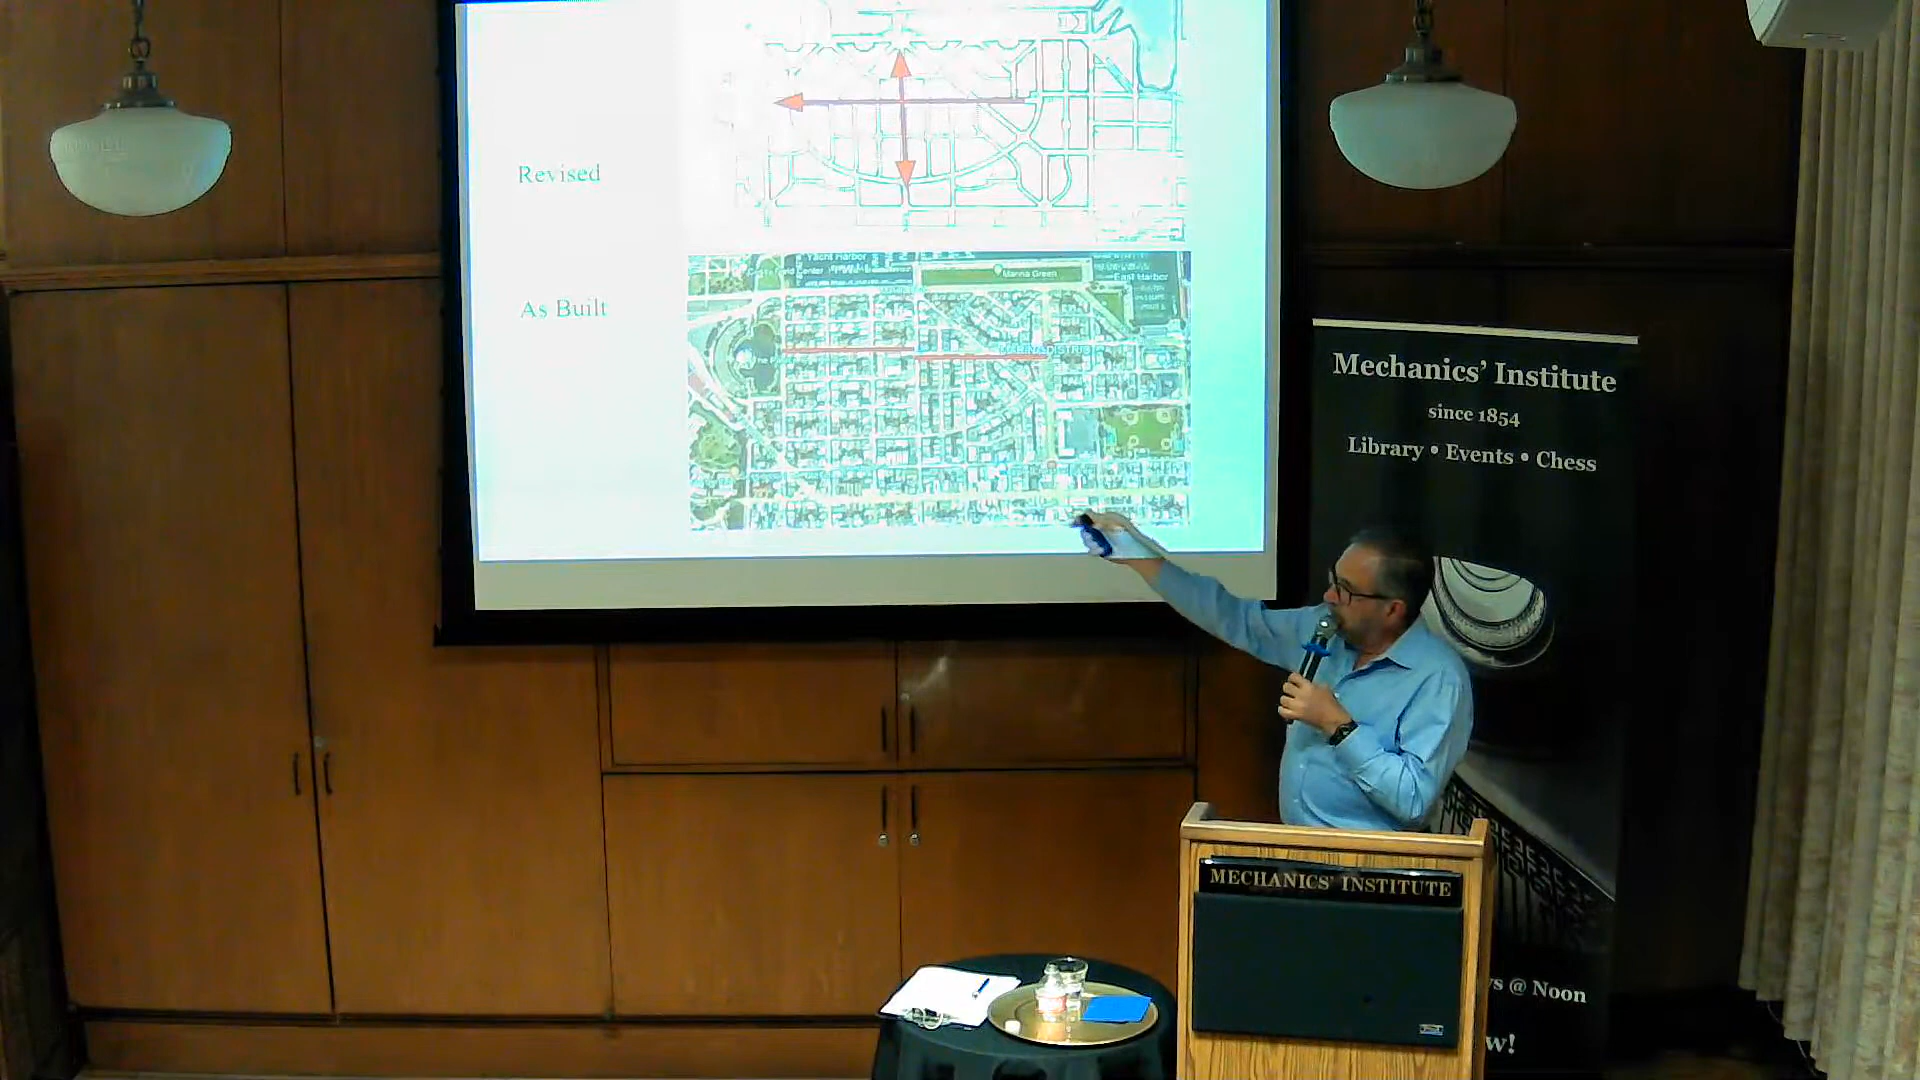 Revised
As Built
Yacht Harbor
Marina Green
East Harbor
Mechanics' Institute
since 1854
Library • Events • Chess
MECHANICS' INSTITUTE
@ Noon